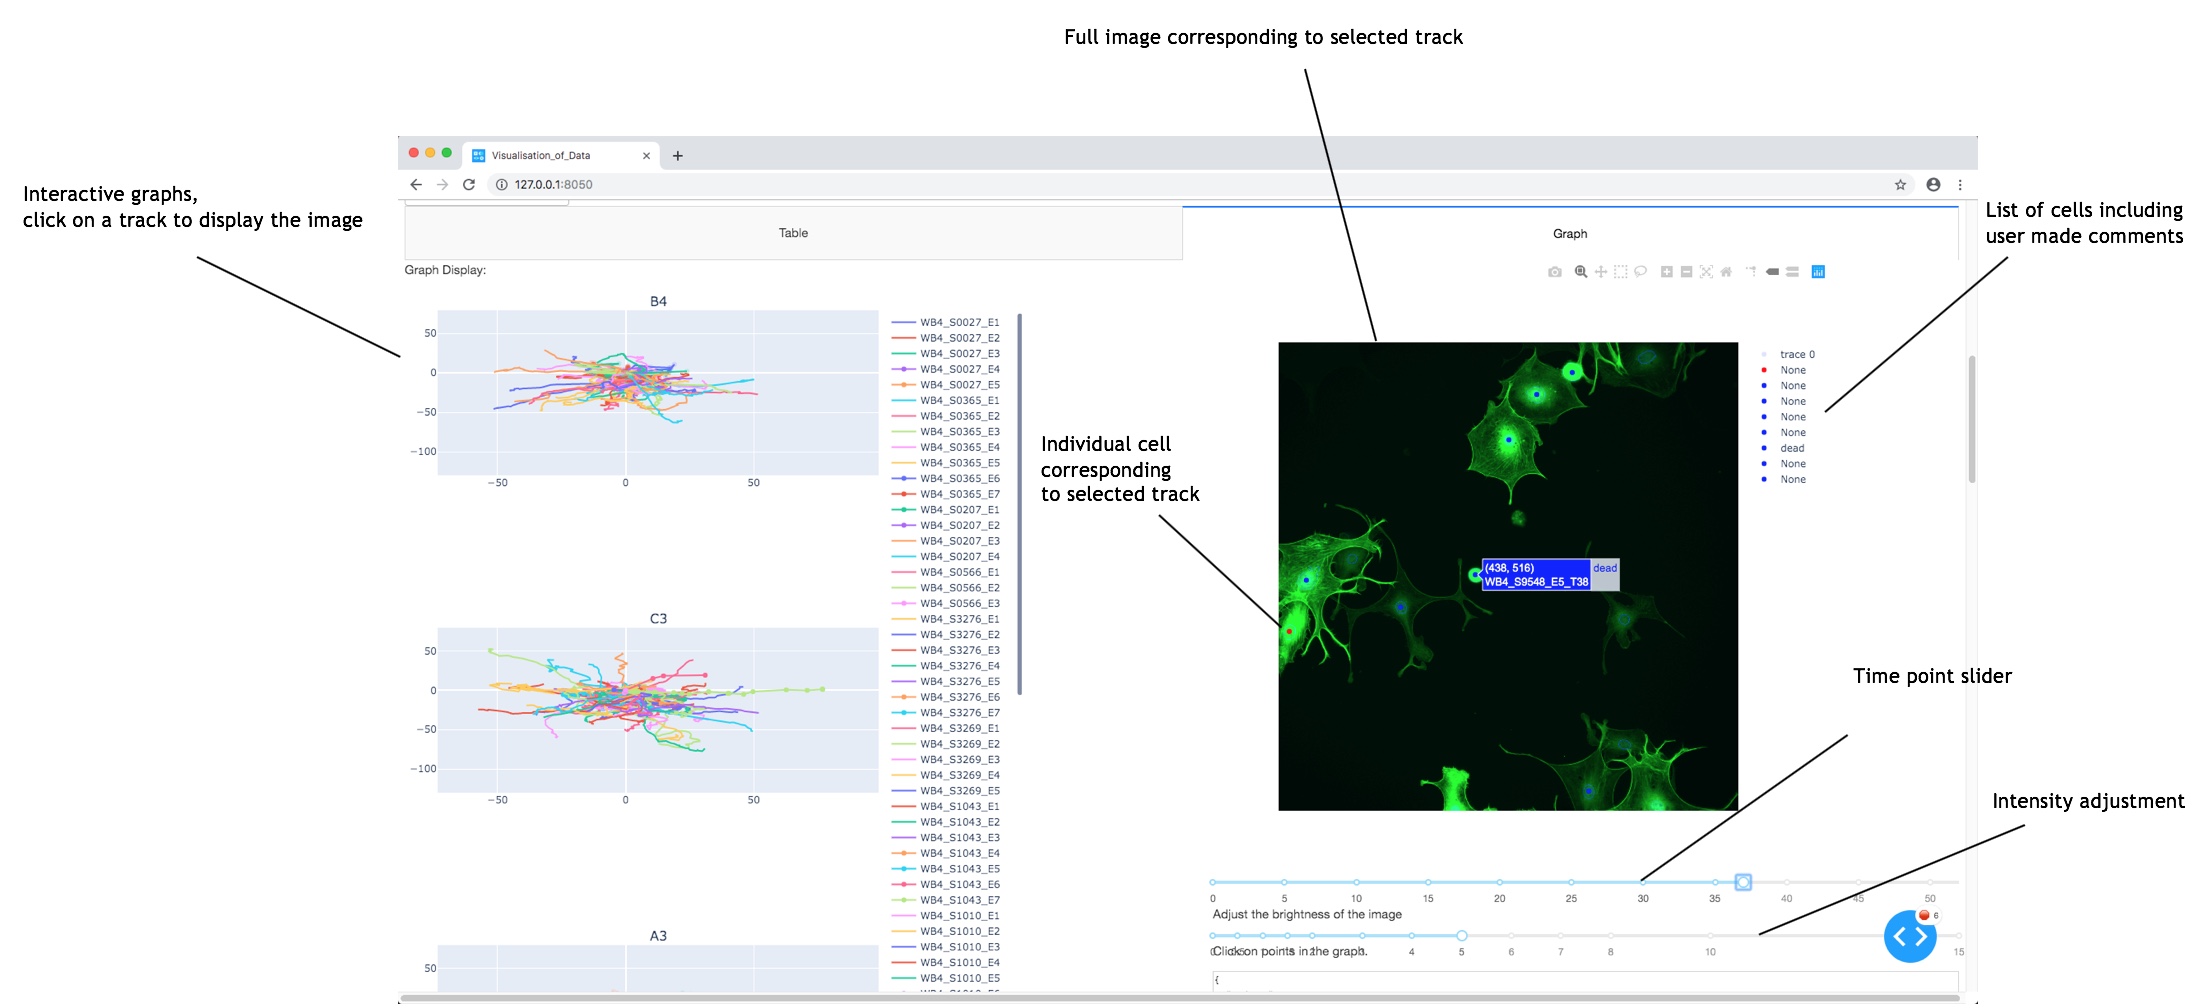 Full image corresponding to selected track
Interactive graphs,
click on a track to display the image
List of cells including
user made comments
Individual cell
corresponding
to selected track
Time point slider
Intensity adjustment
Visualisation_of_Data
127.0.0.1:8050
Table
Graph
Graph Display:
B4
50
0
−50
−100
−50 0 50
C3
50
0
−50
−100
−50 0 50
A3
50
WB4_S0027_E1
WB4_S0027_E2
WB4_S0027_E3
WB4_S0027_E4
WB4_S0027_E5
WB4_S0365_E1
WB4_S0365_E2
WB4_S0365_E3
WB4_S0365_E4
WB4_S0365_E5
WB4_S0365_E6
WB4_S0365_E7
WB4_S0207_E1
WB4_S0207_E2
WB4_S0207_E3
WB4_S0207_E4
WB4_S0566_E1
WB4_S0566_E2
WB4_S0566_E3
WB4_S3276_E1
WB4_S3276_E2
WB4_S3276_E3
WB4_S3276_E4
WB4_S3276_E5
WB4_S3276_E6
WB4_S3276_E7
WB4_S3269_E1
WB4_S3269_E2
WB4_S3269_E3
WB4_S3269_E4
WB4_S3269_E5
WB4_S1043_E1
WB4_S1043_E2
WB4_S1043_E3
WB4_S1043_E4
WB4_S1043_E5
WB4_S1043_E6
WB4_S1043_E7
WB4_S1010_E1
WB4_S1010_E2
WB4_S1010_E3
WB4_S1010_E4
WB4_S1010_E5
trace 0
None
None
None
None
None
dead
None
None
(438, 516)
WB4_S9548_E5_T38
dead
0 5 10 15 20 25 30 35 40 45 50
Adjust the brightness of the image
6
4 5 6 7 8 10 15
Click on points in the graph.
{